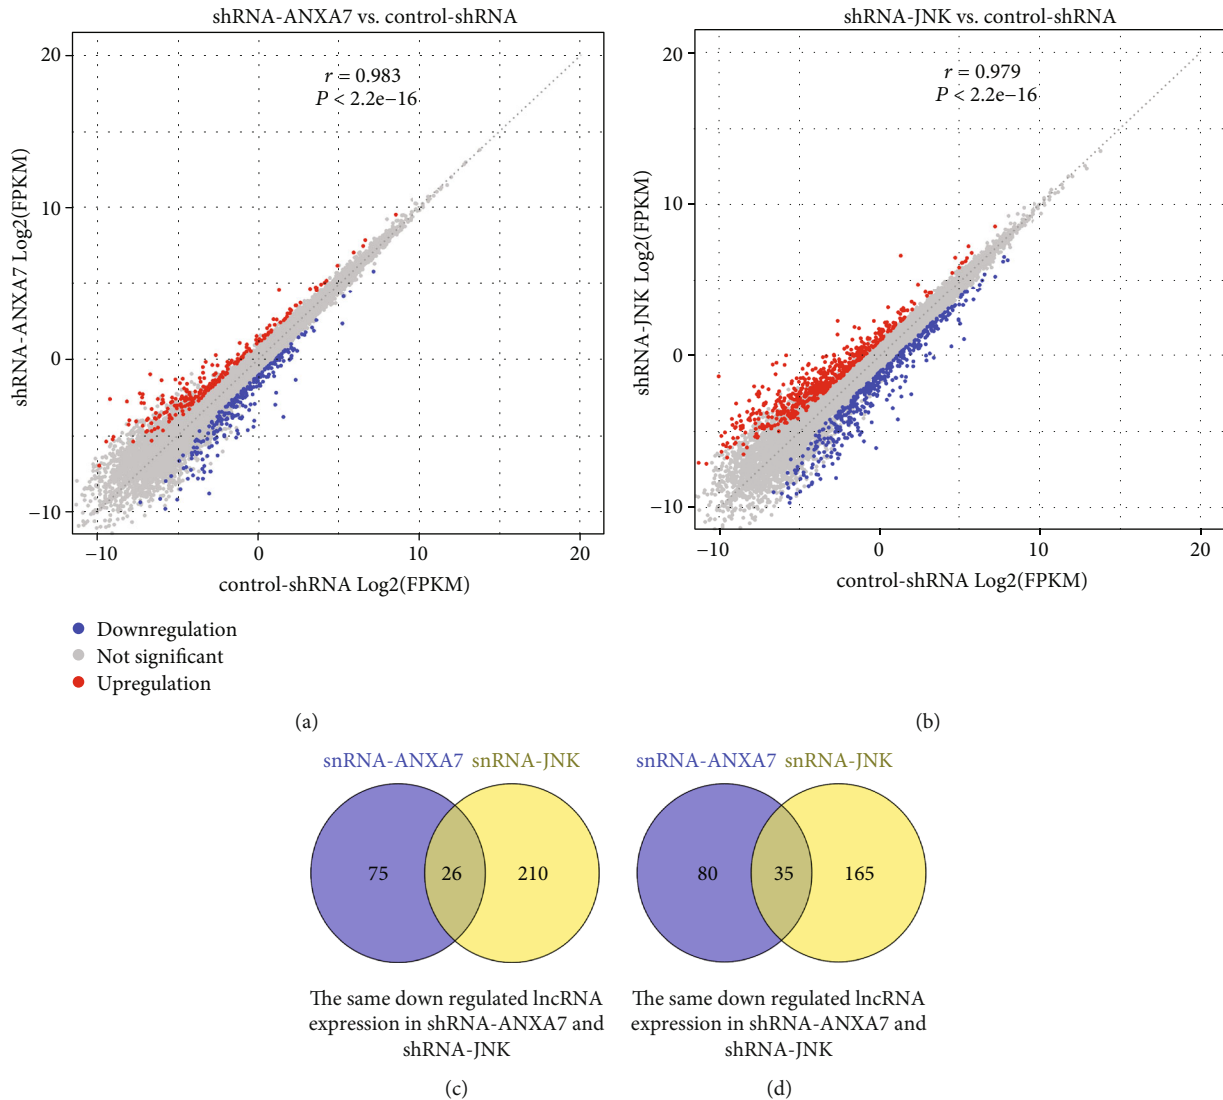 shRNA-ANXA7 vs. control-shRNA
20
10
0
−10
shRNA-ANXA7 Log2(FPKM)
r = 0.983
P < 2.2e−16
−10 0 10 20
control-shRNA Log2(FPKM)
Downregulation
Not significant
Upregulation
(a)
shRNA-JNK vs. control-shRNA
20
10
0
−10
shRNA-JNK Log2(FPKM)
r = 0.979
P < 2.2e−16
−10 0 10 20
control-shRNA Log2(FPKM)
(b)
snRNA-ANXA7 snRNA-JNK
75 26 210
The same down regulated lncRNA
expression in shRNA-ANXA7 and
shRNA-JNK
(c)
snRNA-ANXA7 snRNA-JNK
80 35 165
The same down regulated lncRNA
expression in shRNA-ANXA7 and
shRNA-JNK
(d)